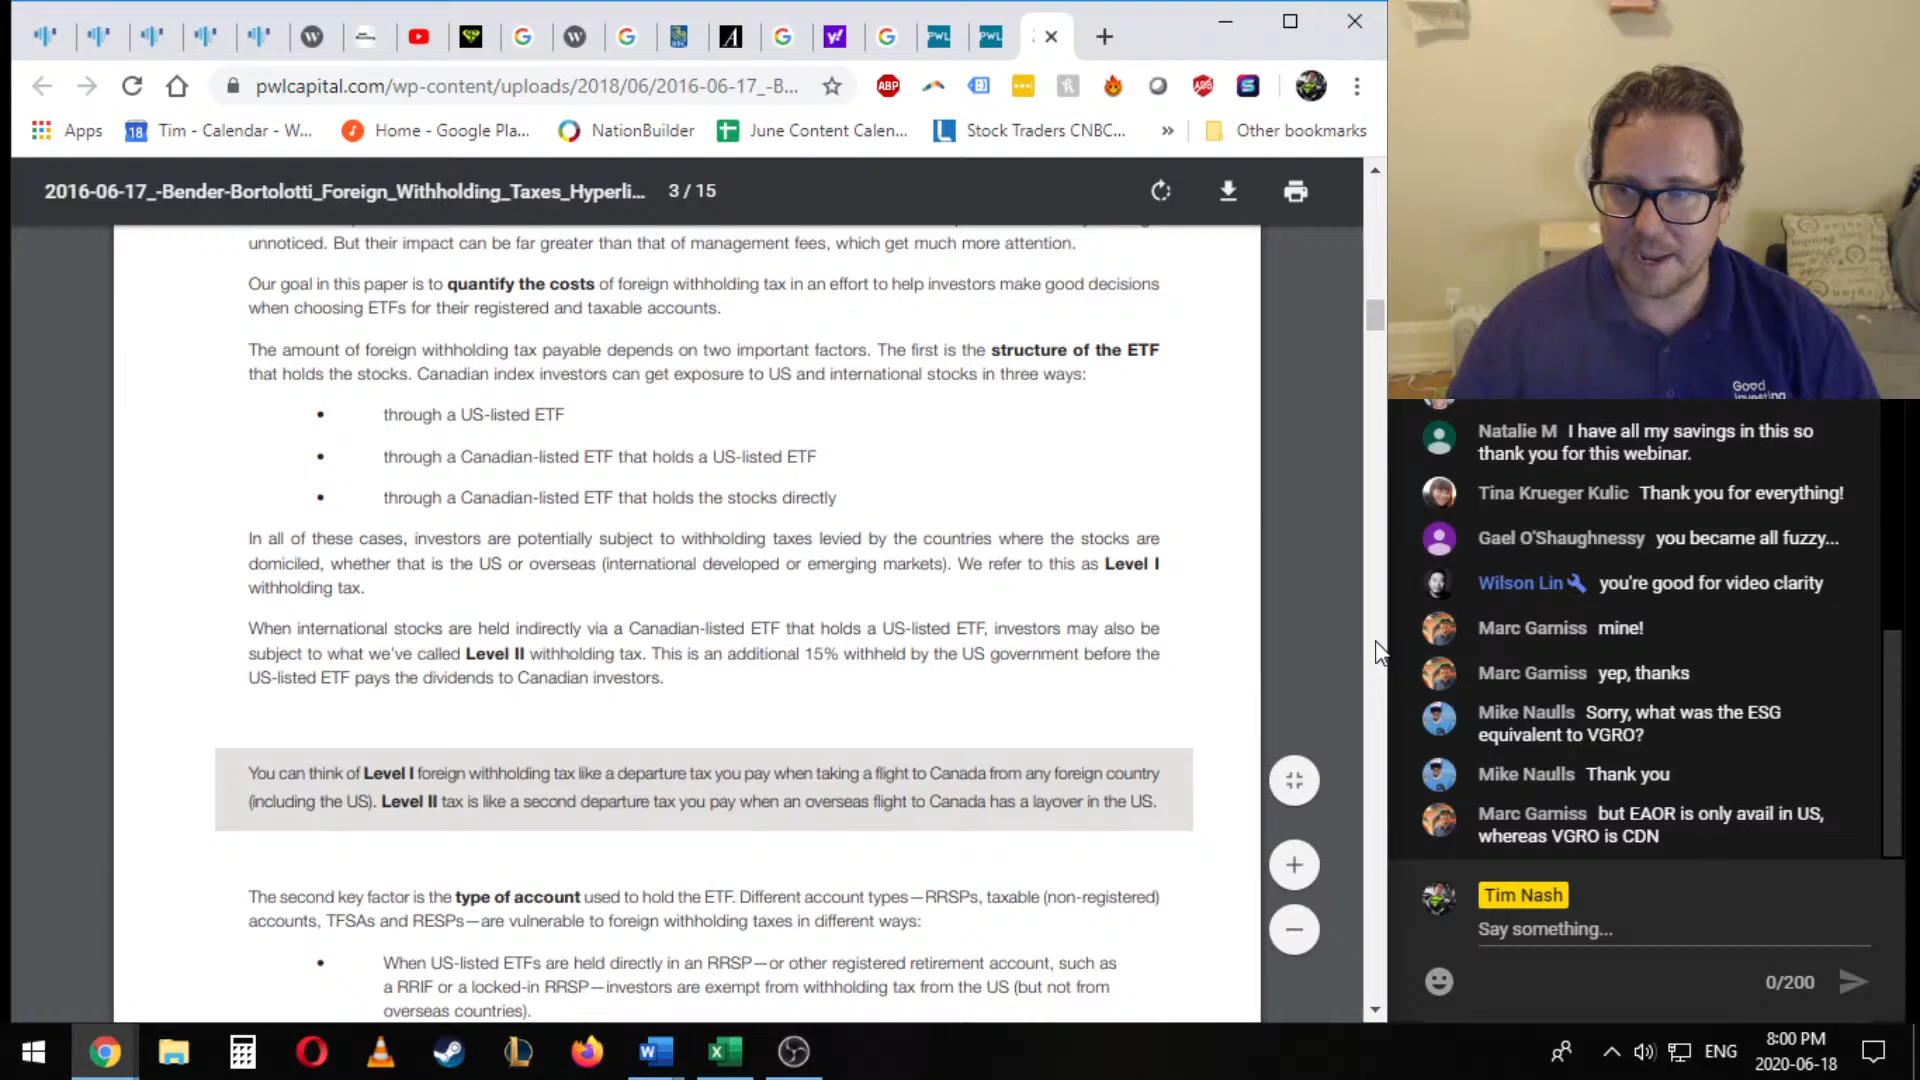 pwlcapital.com/wp-content/uploads/2018/06/2016-06-17_-B...
ABP
Apps
18
Tim - Calendar - W...
Home - Google Pla...
NationBuilder
June Content Calen...
Stock Traders CNBC...
»
Other bookmarks
2016-06-17_-Bender-Bortolotti_Foreign_Withholding_Taxes_Hyperli...
3 / 15
unnoticed. But their impact can be far greater than that of management fees, which get much more attention.
Our goal in this paper is to quantify the costs of foreign withholding tax in an effort to help investors make good decisions
when choosing ETFs for their registered and taxable accounts.
The amount of foreign withholding tax payable depends on two important factors. The first is the structure of the ETF
that holds the stocks. Canadian index investors can get exposure to US and international stocks in three ways:
• through a US-listed ETF
• through a Canadian-listed ETF that holds a US-listed ETF
• through a Canadian-listed ETF that holds the stocks directly
In all of these cases, investors are potentially subject to withholding taxes levied by the countries where the stocks are
domiciled, whether that is the US or overseas (international developed or emerging markets). We refer to this as Level I
withholding tax.
When international stocks are held indirectly via a Canadian-listed ETF that holds a US-listed ETF, investors may also be
subject to what we've called Level II withholding tax. This is an additional 15% withheld by the US government before the
US-listed ETF pays the dividends to Canadian investors.
You can think of Level I foreign withholding tax like a departure tax you pay when taking a flight to Canada from any foreign country
(including the US). Level II tax is like a second departure tax you pay when an overseas flight to Canada has a layover in the US.
The second key factor is the type of account used to hold the ETF. Different account types—RRSPs, taxable (non-registered)
accounts, TFSAs and RESPs—are vulnerable to foreign withholding taxes in different ways:
• When US-listed ETFs are held directly in an RRSP—or other registered retirement account, such as
a RRIF or a locked-in RRSP—investors are exempt from withholding tax from the US (but not from
overseas countries).
Good
investing
Natalie M I have all my savings in this so
thank you for this webinar.
Tina Krueger Kulic Thank you for everything!
Gael O'Shaughnessy you became all fuzzy...
Wilson Lin you're good for video clarity
Marc Garniss mine!
Marc Garniss yep, thanks
Mike Naulls Sorry, what was the ESG
equivalent to VGRO?
Mike Naulls Thank you
Marc Garniss but EAOR is only avail in US,
whereas VGRO is CDN
Tim Nash
Say something...
0/200
ENG
8:00 PM
2020-06-18